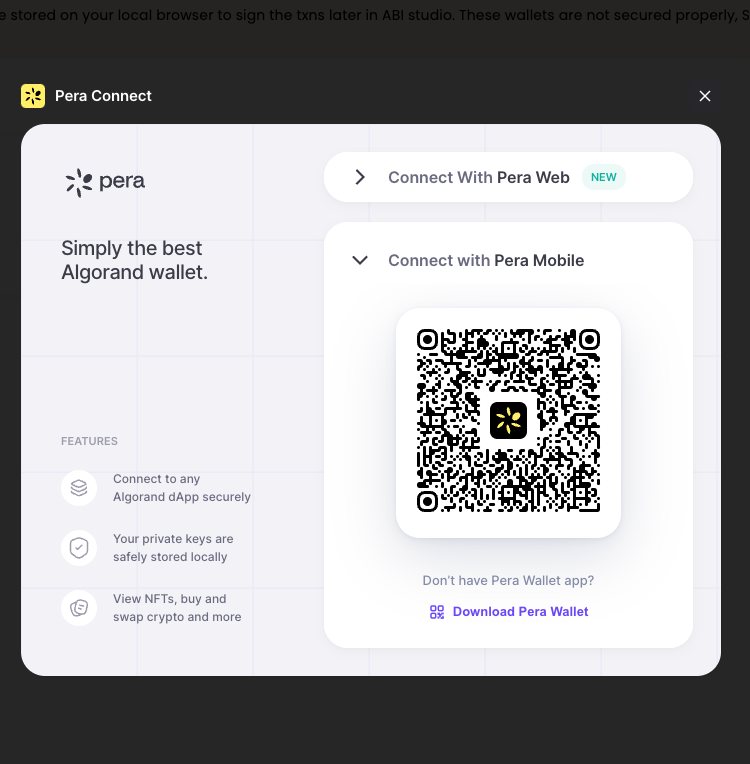 e stored on your local browser to sign the txns later in ABI studio. These wallets are not secured properly, S
Pera Connect
pera
Simply the best
Algorand wallet.
FEATURES
Connect to any
Algorand dApp securely
Your private keys are
safely stored locally
View NFTs, buy and
swap crypto and more
Connect With Pera Web NEW
Connect with Pera Mobile
Don't have Pera Wallet app?
Download Pera Wallet